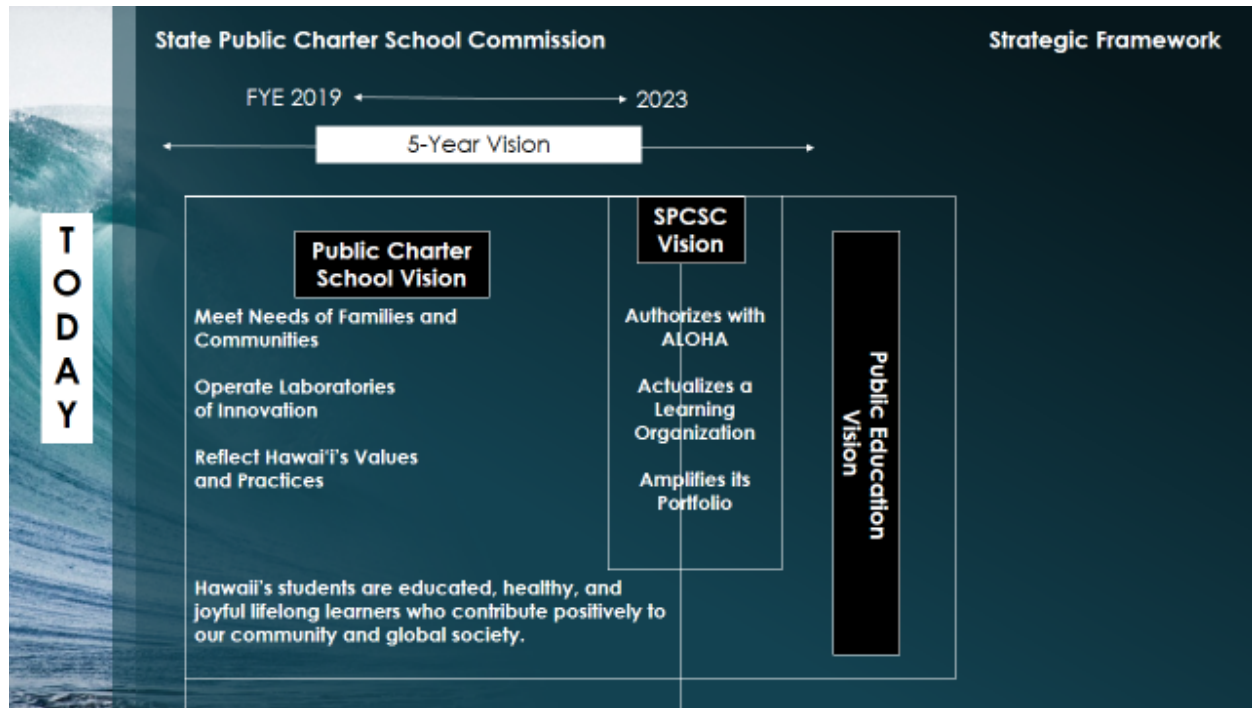 State Public Charter School Commission
Strategic Framework
FYE 2019
2023
5-Year Vision
T
O
D
A
Y
Public Charter
School Vision
Meet Needs of Families and
Communities
Operate Laboratories
of Innovation
Reflect Hawai'i's Values
and Practices
SPCSC
Vision
Authorizes with
ALOHA
Actualizes a
Learning
Organization
Amplifies its
Portfolio
Public Education
Vision
Hawaii's students are educated, healthy, and
joyful lifelong learners who contribute positively to
our community and global society.